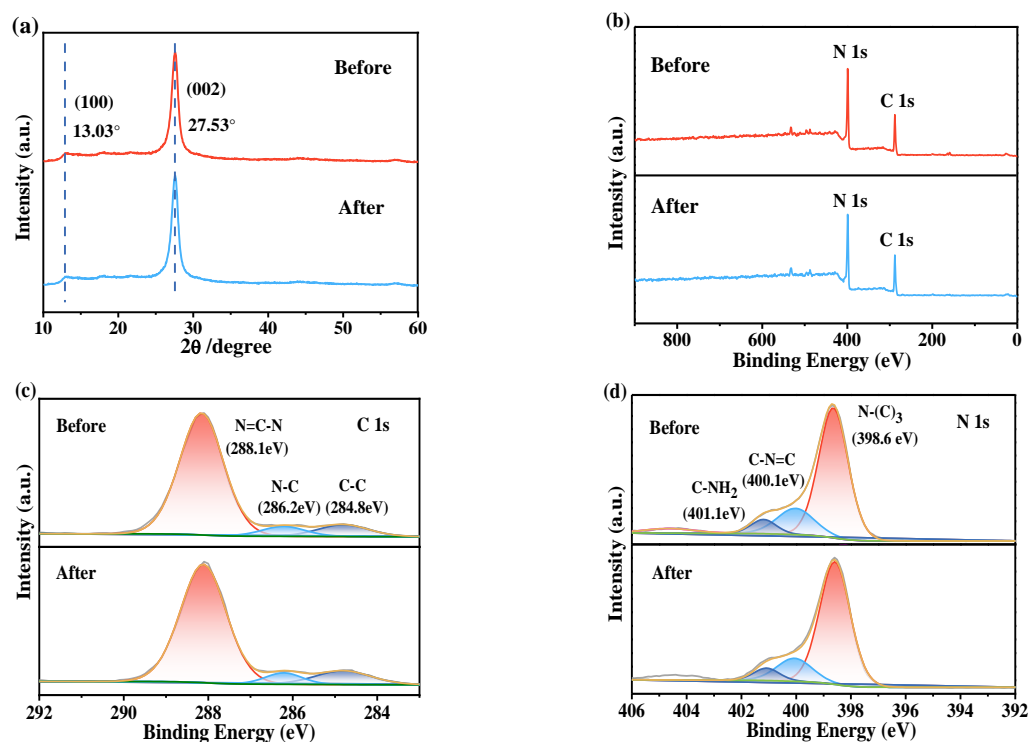 (a)
Before
(100)
13.03°
(002)
27.53°
After
Intensity (a.u.)
10
20
30
40
50
60
2θ /degree
(b)
Before
N 1s
C 1s
After
N 1s
C 1s
Intensity (a.u.)
800
600
400
200
0
Binding Energy (eV)
(c)
Before
N=C-N
(288.1eV)
C 1s
N-C
(286.2eV)
C-C
(284.8eV)
After
Intensity (a.u.)
292
290
288
286
284
Binding Energy (eV)
(d)
Before
N-(C)₃
(398.6 eV)
N 1s
C-N=C
(400.1eV)
C-NH₂
(401.1eV)
After
Intensity (a.u.)
406
404
402
400
398
396
394
392
Binding Energy (eV)